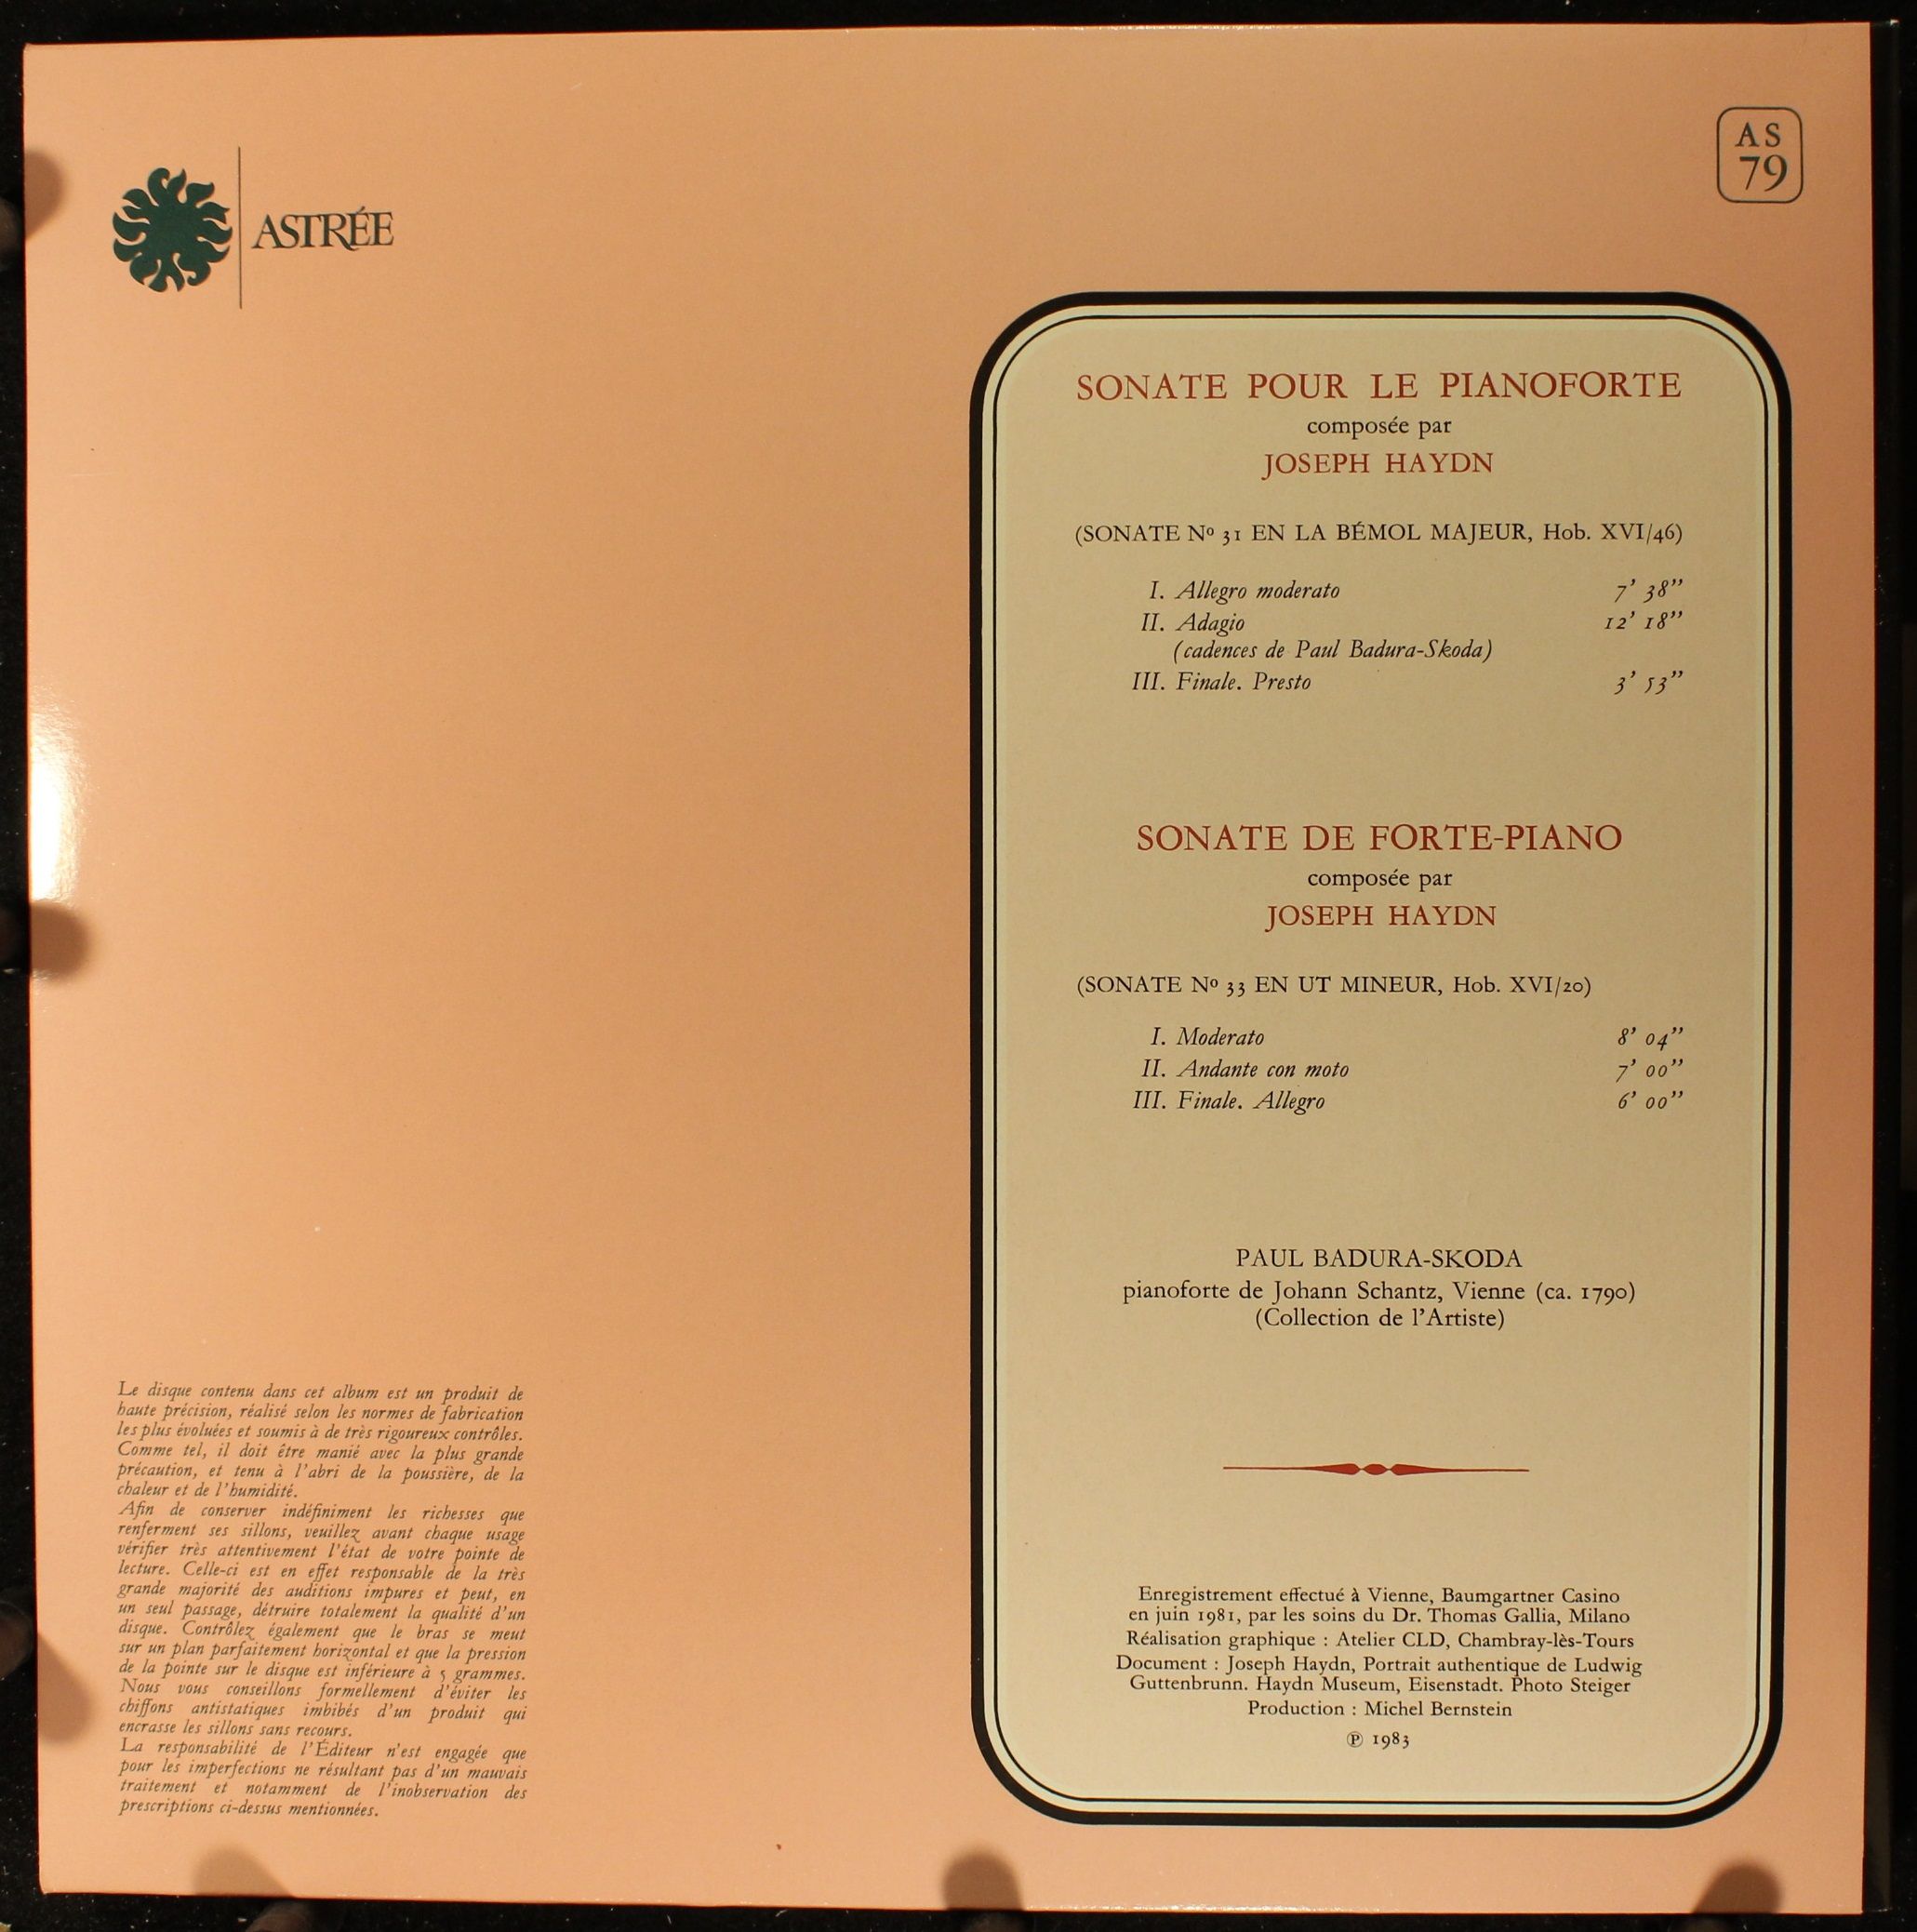 ASTRÉE
AS
79
SONATE POUR LE PIANOFORTE
composée par
JOSEPH HAYDN
(SONATE Nº 31 EN LA BÉMOL MAJEUR, Hob. XVI/46)
I. Allegro moderato 7’ 38”
II. Adagio 12’ 18”
(cadences de Paul Badura-Skoda)
III. Finale. Presto 3’ 53”
SONATE DE FORTE-PIANO
composée par
JOSEPH HAYDN
(SONATE Nº 33 EN UT MINEUR, Hob. XVI/20)
I. Moderato 8’ 04”
II. Andante con moto 7’ 00”
III. Finale. Allegro 6’ 00”
PAUL BADURA-SKODA
pianoforte de Johann Schantz, Vienne (ca. 1790)
(Collection de l’Artiste)
Enregistrement effectué à Vienne, Baumgartner Casino
en juin 1981, par les soins du Dr. Thomas Gallia, Milano
Réalisation graphique : Atelier CLD, Chambray-lès-Tours
Document : Joseph Haydn, Portrait authentique de Ludwig
Guttenbrunn. Haydn Museum, Eisenstadt. Photo Steiger
Production : Michel Bernstein
℗ 1983
Le disque contenu dans cet album est un produit de
haute précision, réalisé selon les normes de fabrication
les plus évoluées et soumis à de très rigoureux contrôles.
Comme tel, il doit être manié avec la plus grande
précaution, et tenu à l’abri de la poussière, de la
chaleur et de l’humidité.
Afin de conserver indéfiniment les richesses que
renferment ses sillons, veuillez avant chaque usage
vérifier très attentivement l’état de votre pointe de
lecture. Celle-ci est en effet responsable de la très
grande majorité des auditions impures et peut, en
un seul passage, détruire totalement la qualité d’un
disque. Contrôlez également que le bras se meut
sur un plan parfaitement horizontal et que la pression
de la pointe sur le disque est inférieure à 5 grammes.
Nous vous conseillons formellement d’éviter les
chiffons antistatiques imbibés d’un produit qui
encrasse les sillons sans recours.
La responsabilité de l’Éditeur n’est engagée que
pour les imperfections ne résultant pas d’un mauvais
traitement et notamment de l’inobservation des
prescriptions ci-dessus mentionnées.